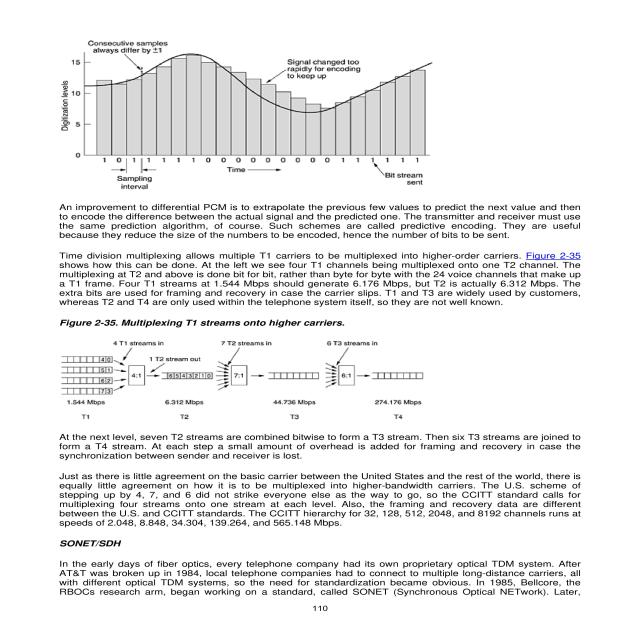 Consecutive samples
always differ by ±1
Signal changed too
rapidly for encoding
to keep up
15
10
5
0
Digitization levels
1 0 1 1 1 1 1 0 0 0 0 0 0 0 0 0 1 1 1 1 1 1
Time
Sampling
interval
Bit stream
sent
An improvement to differential PCM is to extrapolate the previous few values to predict the next value and then
to encode the difference between the actual signal and the predicted one. The transmitter and receiver must use
the same prediction algorithm, of course. Such schemes are called predictive encoding. They are useful
because they reduce the size of the numbers to be encoded, hence the number of bits to be sent.
Time division multiplexing allows multiple T1 carriers to be multiplexed into higher-order carriers. Figure 2-35
shows how this can be done. At the left we see four T1 channels being multiplexed onto one T2 channel. The
multiplexing at T2 and above is done bit for bit, rather than byte for byte with the 24 voice channels that make up
a T1 frame. Four T1 streams at 1.544 Mbps should generate 6.176 Mbps, but T2 is actually 6.312 Mbps. The
extra bits are used for framing and recovery in case the carrier slips. T1 and T3 are widely used by customers,
whereas T2 and T4 are only used within the telephone system itself, so they are not well known.
Figure 2-35. Multiplexing T1 streams onto higher carriers.
4 T1 streams in
7 T2 streams in
6 T3 streams in
1 T2 stream out
4 0
5 1
6 2
7 3
4:1
6 5 4 3 2 1 0
7:1
6:1
1.544 Mbps
6.312 Mbps
44.736 Mbps
274.176 Mbps
T1
T2
T3
T4
At the next level, seven T2 streams are combined bitwise to form a T3 stream. Then six T3 streams are joined to
form a T4 stream. At each step a small amount of overhead is added for framing and recovery in case the
synchronization between sender and receiver is lost.
Just as there is little agreement on the basic carrier between the United States and the rest of the world, there is
equally little agreement on how it is to be multiplexed into higher-bandwidth carriers. The U.S. scheme of
stepping up by 4, 7, and 6 did not strike everyone else as the way to go, so the CCITT standard calls for
multiplexing four streams onto one stream at each level. Also, the framing and recovery data are different
between the U.S. and CCITT standards. The CCITT hierarchy for 32, 128, 512, 2048, and 8192 channels runs at
speeds of 2.048, 8.848, 34.304, 139.264, and 565.148 Mbps.
SONET/SDH
In the early days of fiber optics, every telephone company had its own proprietary optical TDM system. After
AT&T was broken up in 1984, local telephone companies had to connect to multiple long-distance carriers, all
with different optical TDM systems, so the need for standardization became obvious. In 1985, Bellcore, the
RBOCs research arm, began working on a standard, called SONET (Synchronous Optical NETwork). Later,
110